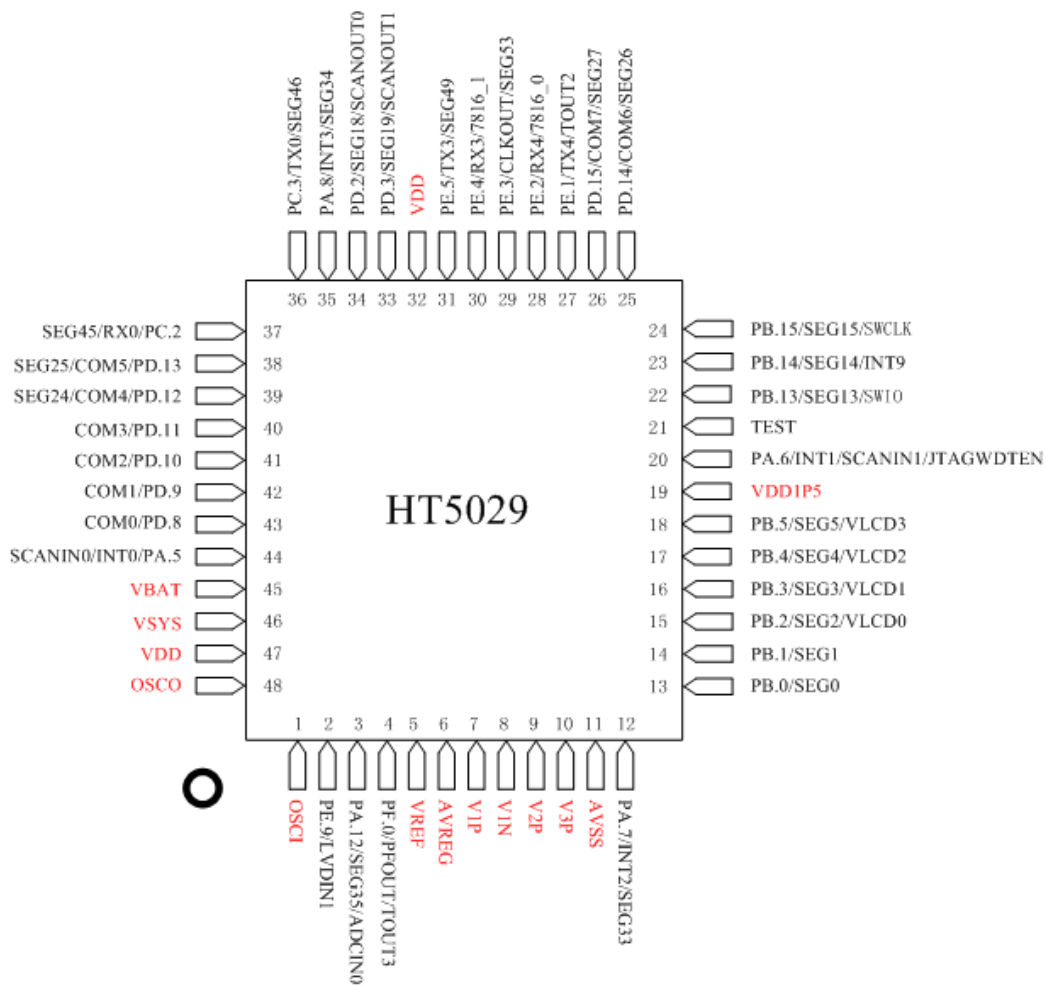 PC.3/TX0/SEG46
PA.8/INT3/SEG34
PD.2/SEG18/SCANOUT0
PD.3/SEG19/SCANOUT1
VDD
PE.5/TX3/SEG49
PE.4/RX3/7816_1
PE.3/CLKOUT/SEG53
PE.2/RX4/7816_0
PE.1/TX4/TOUT2
PD.15/COM7/SEG27
PD.14/COM6/SEG26
36 35 34 33 32 31 30 29 28 27 26 25
SEG45/RX0/PC.2 37
SEG25/COM5/PD.13 38
SEG24/COM4/PD.12 39
COM3/PD.11 40
COM2/PD.10 41
COM1/PD.9 42
COM0/PD.8 43
SCANIN0/INT0/PA.5 44
VBAT 45
VSYS 46
VDD 47
OSCO 48
HT5029
24 PB.15/SEG15/SWCLK
23 PB.14/SEG14/INT9
22 PB.13/SEG13/SWIO
21 TEST
20 PA.6/INT1/SCANIN1/JTAGWDTEN
19 VDD1P5
18 PB.5/SEG5/VLCD3
17 PB.4/SEG4/VLCD2
16 PB.3/SEG3/VLCD1
15 PB.2/SEG2/VLCD0
14 PB.1/SEG1
13 PB.0/SEG0
1 2 3 4 5 6 7 8 9 10 11 12
OSCI
PE.9/LVDIN1
PA.12/SEG35/ADCIN0
PF.0/PFOUT/TOUT3
VREF
AVREG
V1P
V1N
V2P
V3P
AVSS
PA.7/INT2/SEG33